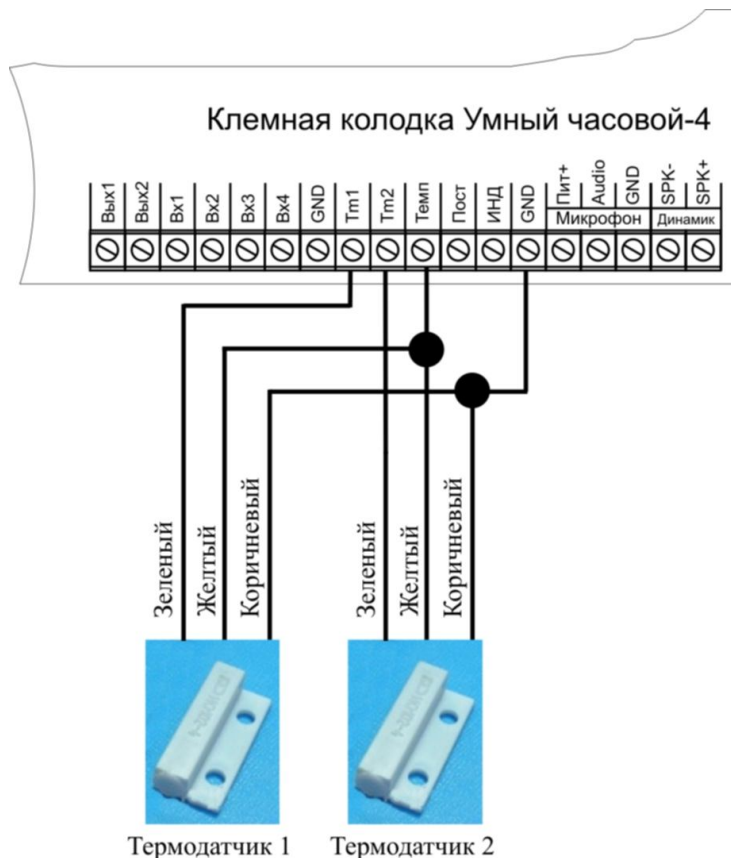 Клемная колодка Умный часовой-4
Вых1
Вых2
Вх1
Вх2
Вх3
Вх4
GND
Tm1
Tm2
Темп
Пост
ИНД
GND
Пит+
Audio
GND
SPK-
SPK+
Микрофон
Динамик
Зеленый
Желтый
Коричневый
Зеленый
Желтый
Коричневый
Термодатчик 1
Термодатчик 2